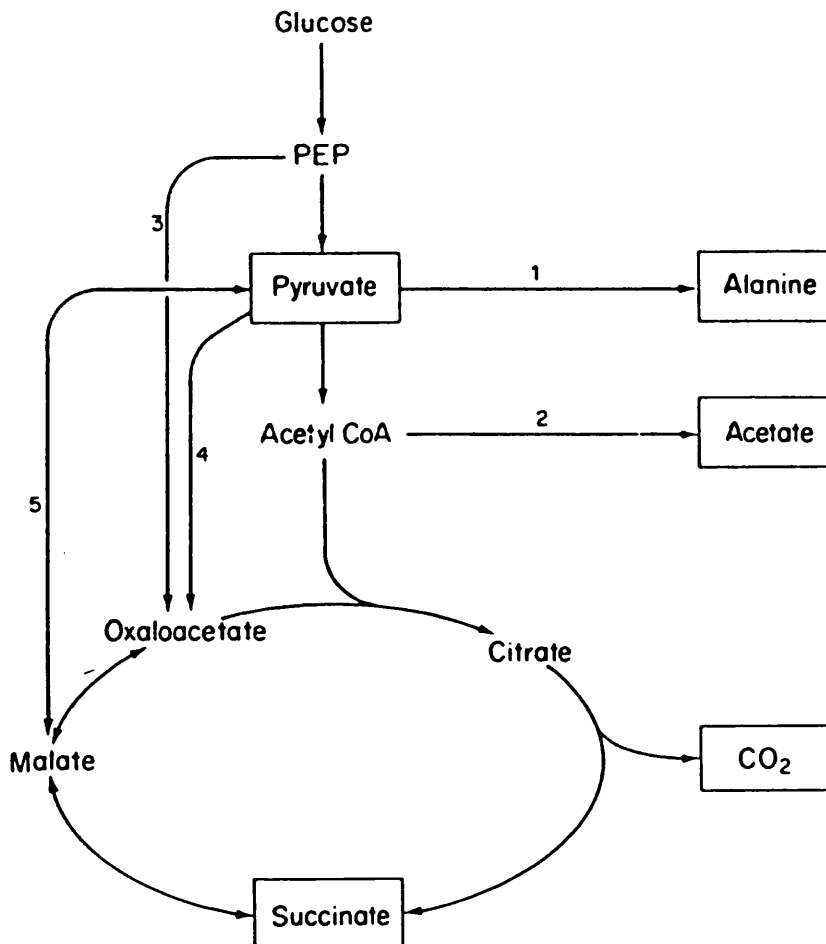 Glucose
PEP
3
Pyruvate
1
Alanine
Acetyl CoA
2
Acetate
4
5
Oxaloacetate
Citrate
Malate
CO₂
Succinate